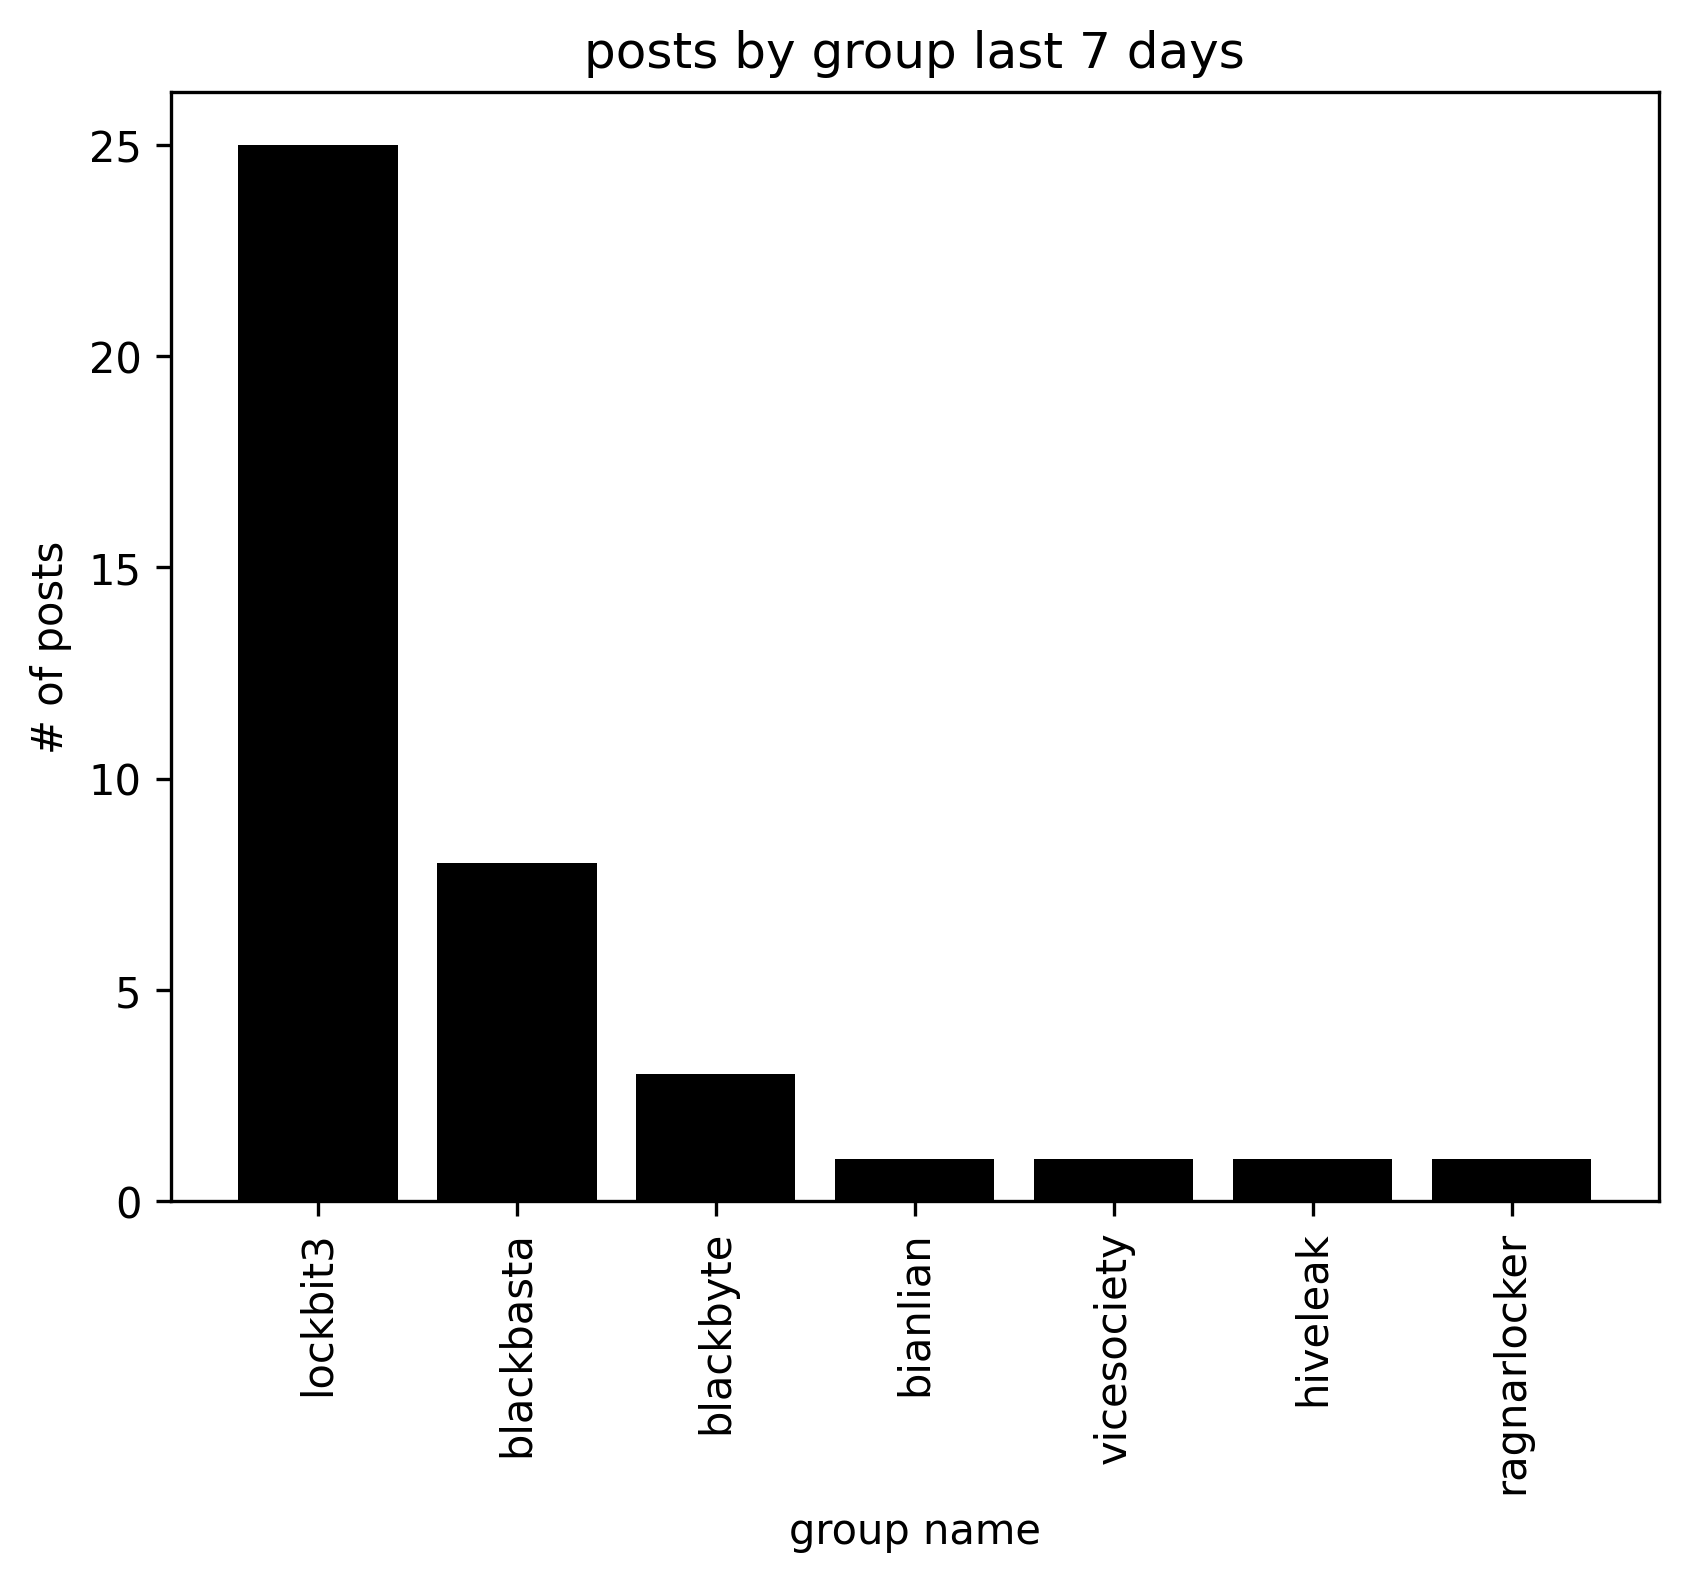 posts by group last 7 days
25
20
15
10
5
0
# of posts
lockbit3
blackbasta
blackbyte
bianlian
vicesociety
hiveleak
ragnarlocker
group name